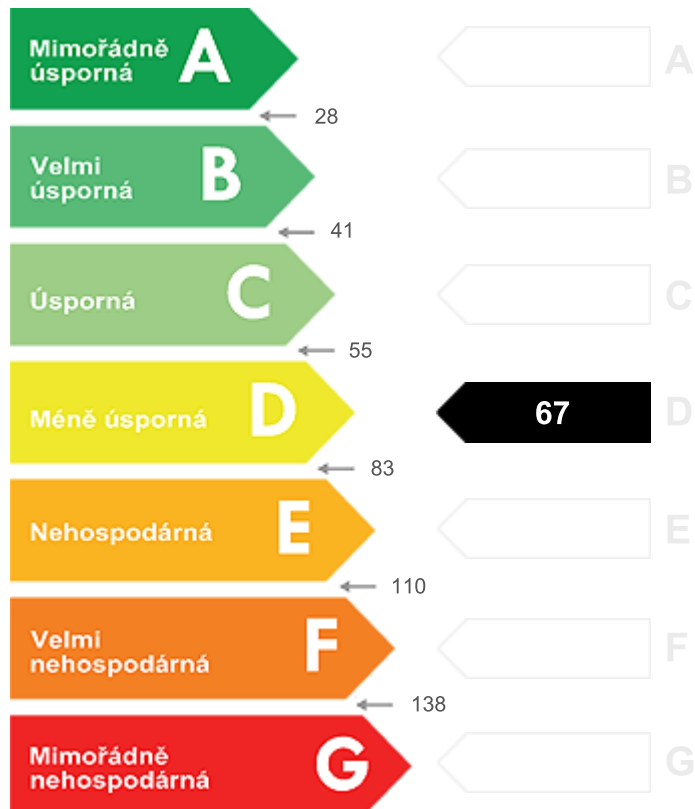 Mimořádně
úsporná
A
A
28
Velmi
úsporná
B
B
41
Úsporná
C
C
55
Méně úsporná
D
67
D
83
Nehospodárná
E
E
110
Velmi
nehospodárná
F
F
138
Mimořádně
nehospodárná
G
G